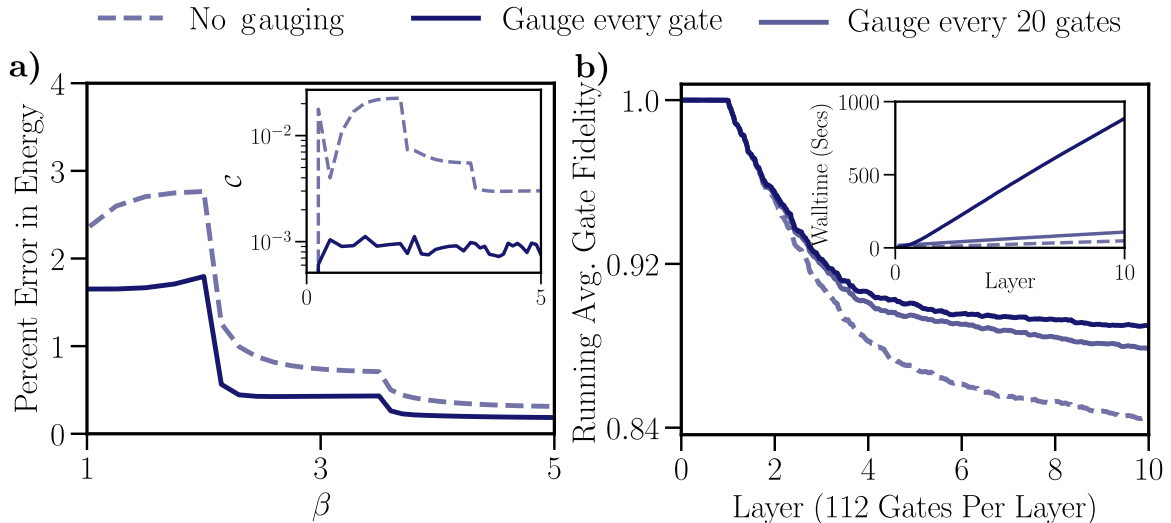 No gauging
Gauge every gate
Gauge every 20 gates
a)
Percent Error in Energy
4
3
2
1
0
1
3
5
β
𝒞
10⁻²
10⁻³
0
5
b)
Running Avg. Gate Fidelity
1.0
0.92
0.84
0
2
4
6
8
10
Layer (112 Gates Per Layer)
Walltime (Secs)
1000
500
0
0
10
Layer